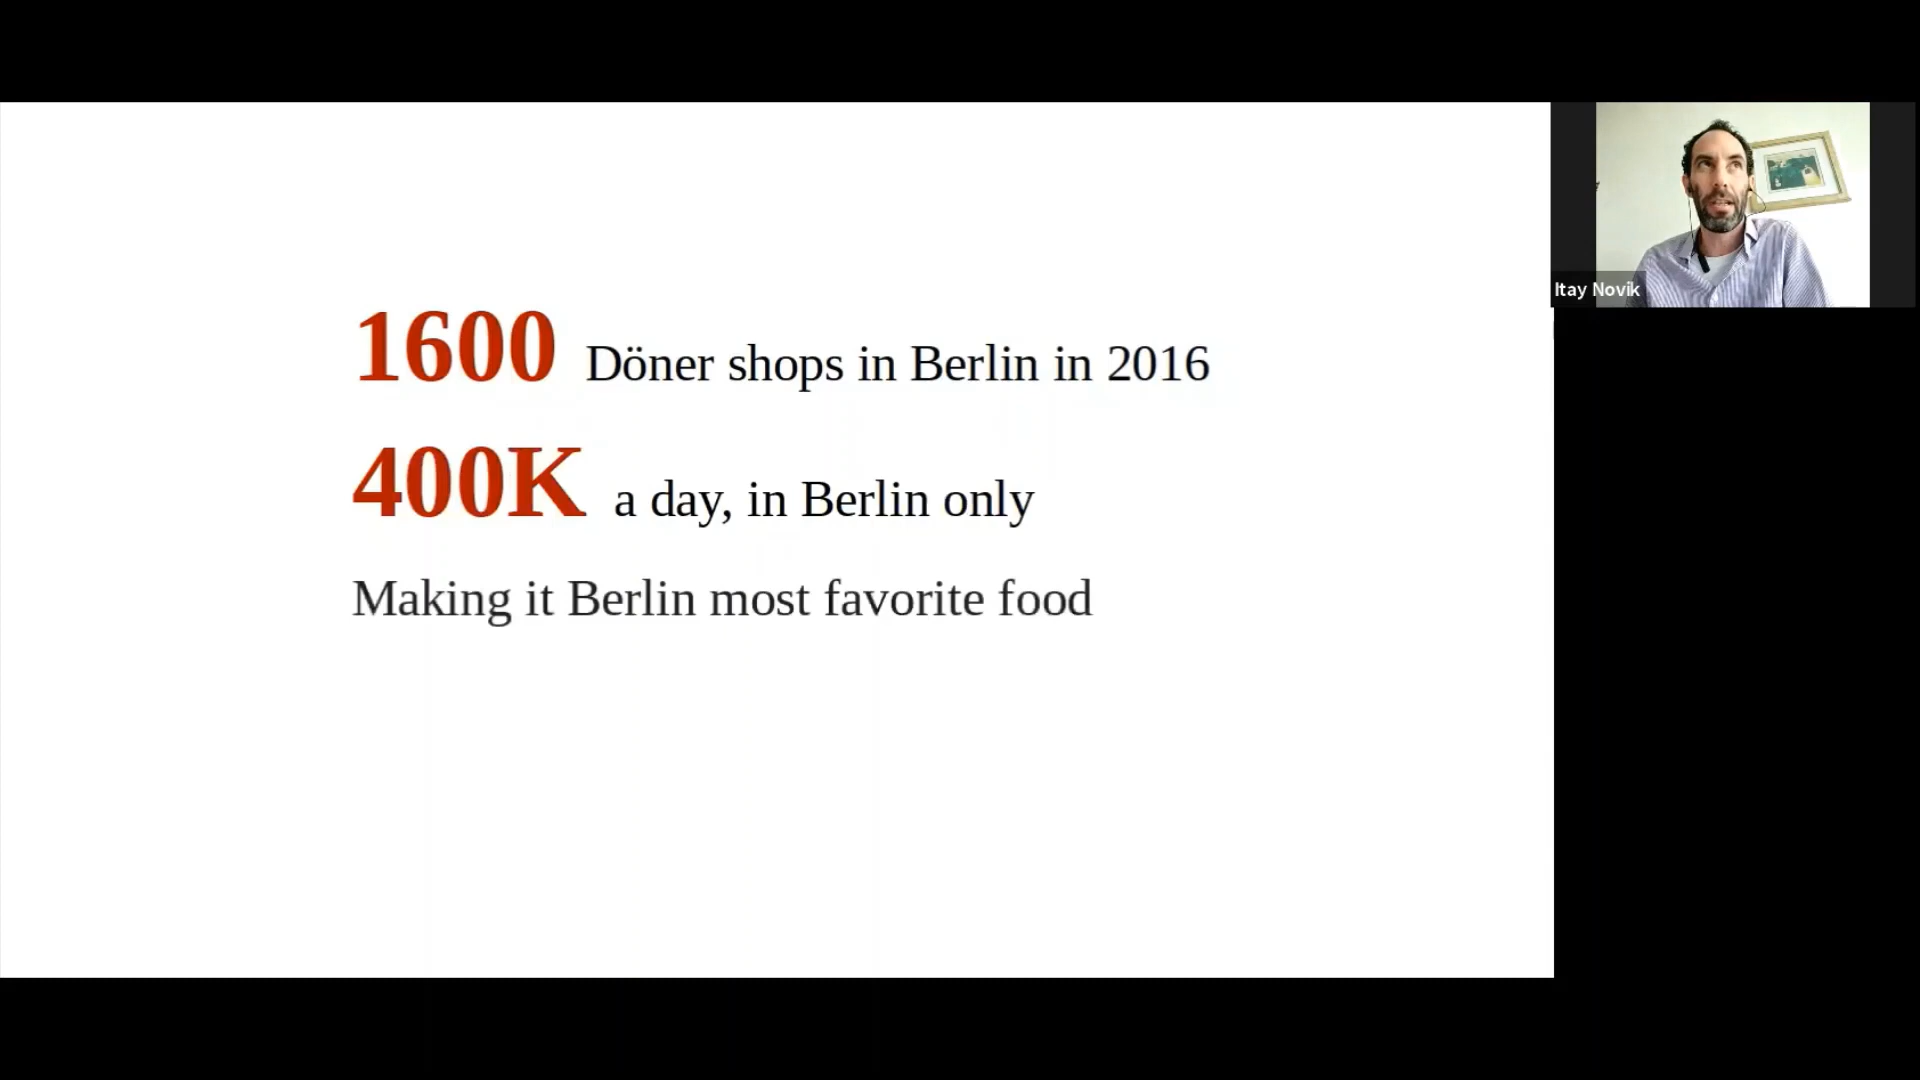 1600 Döner shops in Berlin in 2016
400K a day, in Berlin only
Making it Berlin most favorite food
Itay Novik